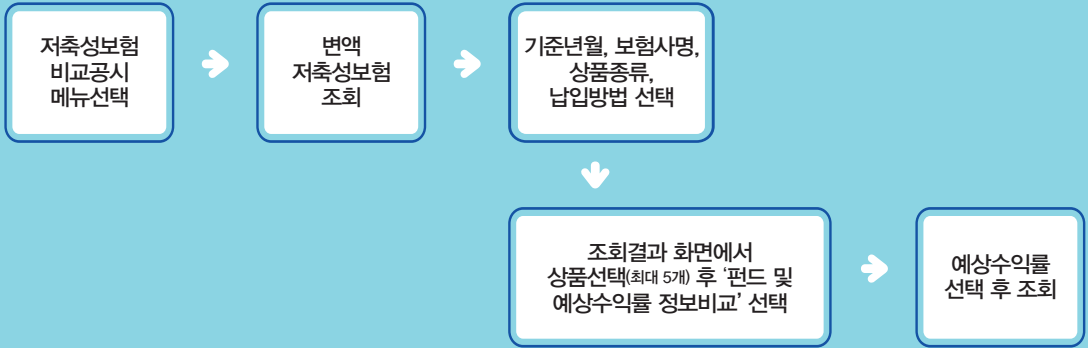 저축성보험
비교공시
메뉴선택
변액
저축성보험
조회
기준년월, 보험사명,
상품종류,
납입방법 선택
조회결과 화면에서
상품선택(최대 5개) 후 ‘펀드 및
예상수익률 정보비교’ 선택
예상수익률
선택 후 조회